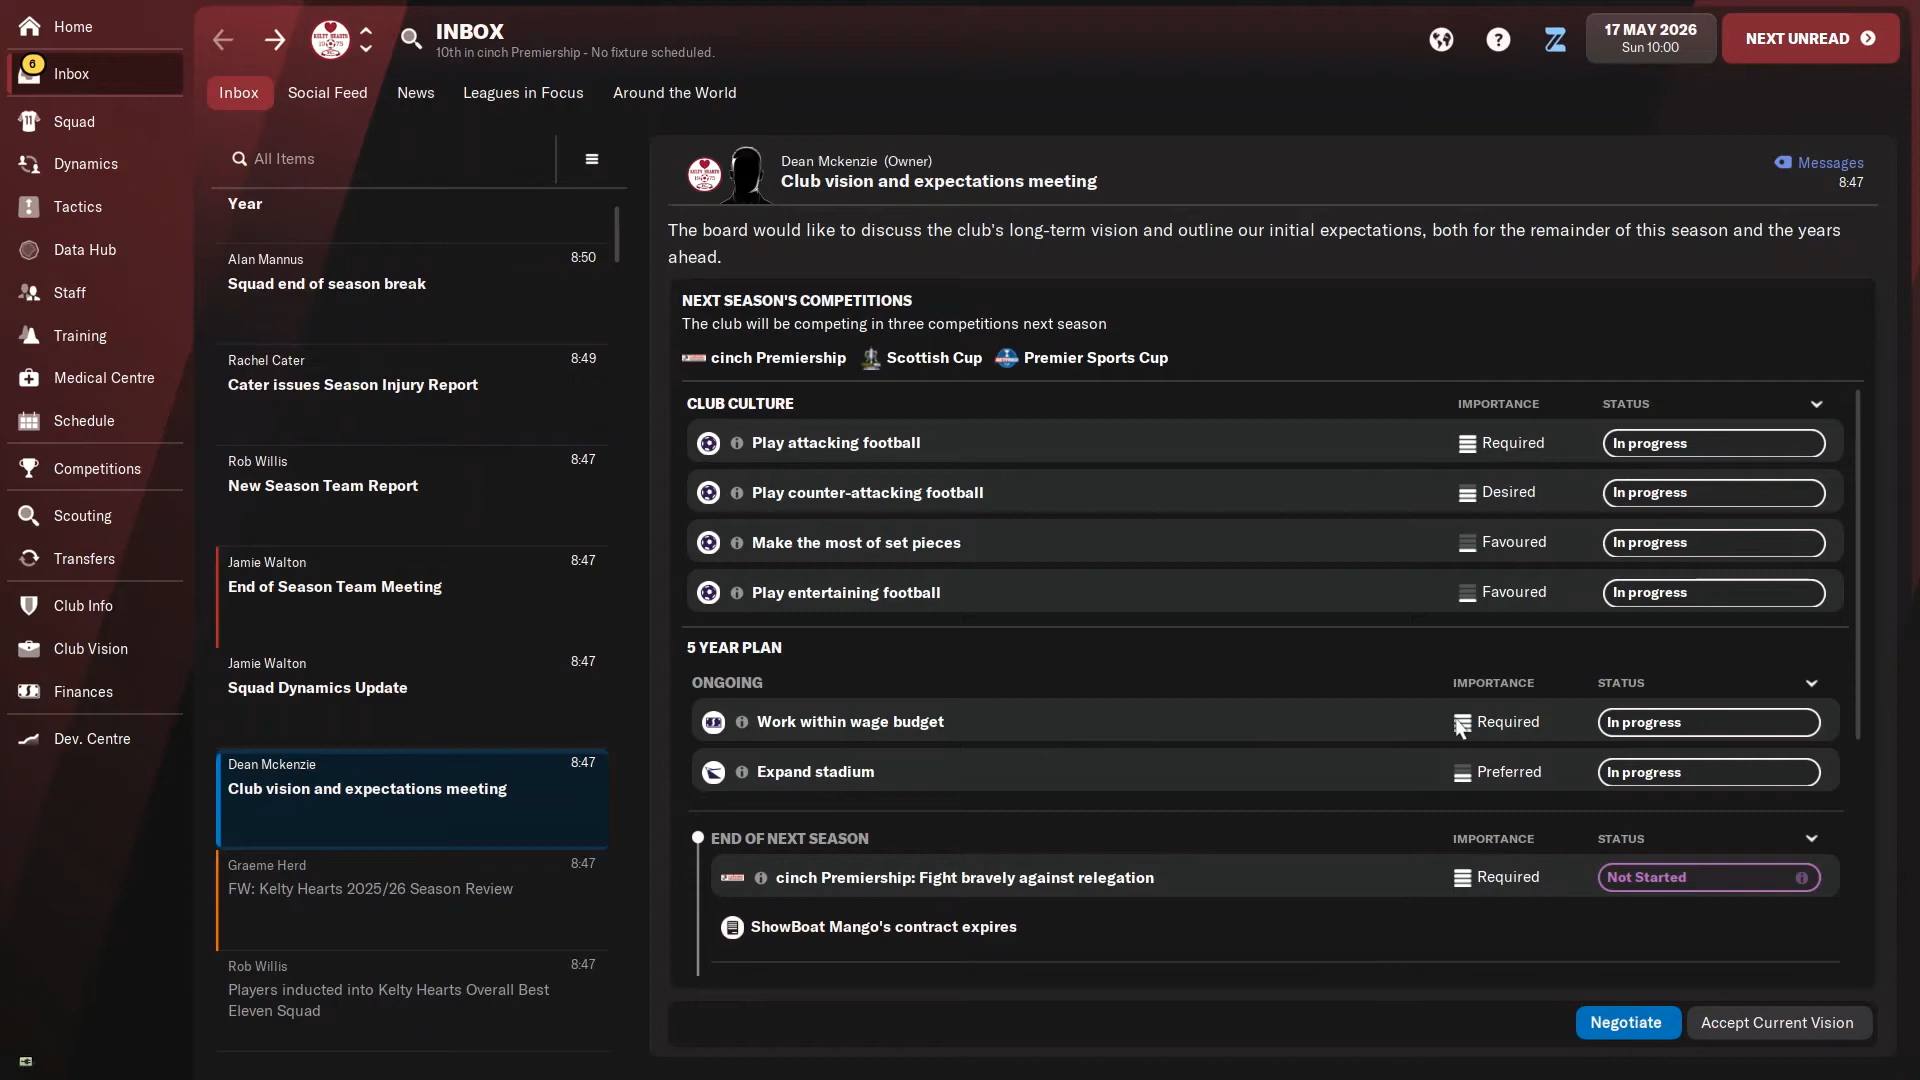 Home
6
Inbox
Squad
Dynamics
Tactics
Data Hub
Staff
Training
Medical Centre
Schedule
Competitions
Scouting
Transfers
Club Info
Club Vision
Finances
Dev. Centre
INBOX
10th in cinch Premiership - No fixture scheduled.
17 MAY 2026
Sun 10:00
NEXT UNREAD
Inbox
Social Feed
News
Leagues in Focus
Around the World
All Items
Year
Alan Mannus 8:50
Squad end of season break
Rachel Cater 8:49
Cater issues Season Injury Report
Rob Willis 8:47
New Season Team Report
Jamie Walton 8:47
End of Season Team Meeting
Jamie Walton 8:47
Squad Dynamics Update
Dean Mckenzie 8:47
Club vision and expectations meeting
Graeme Herd 8:47
FW: Kelty Hearts 2025/26 Season Review
Rob Willis 8:47
Players inducted into Kelty Hearts Overall Best
Eleven Squad
Dean Mckenzie (Owner)
Club vision and expectations meeting
Messages
8:47
The board would like to discuss the club's long-term vision and outline our initial expectations, both for the remainder of this season and the years
ahead.
NEXT SEASON'S COMPETITIONS
The club will be competing in three competitions next season
cinch Premiership Scottish Cup Premier Sports Cup
CLUB CULTURE IMPORTANCE STATUS
Play attacking football Required In progress
Play counter-attacking football Desired In progress
Make the most of set pieces Favoured In progress
Play entertaining football Favoured In progress
5 YEAR PLAN
ONGOING IMPORTANCE STATUS
Work within wage budget Required In progress
Expand stadium Preferred In progress
END OF NEXT SEASON IMPORTANCE STATUS
cinch Premiership: Fight bravely against relegation Required Not Started
ShowBoat Mango's contract expires
Negotiate
Accept Current Vision